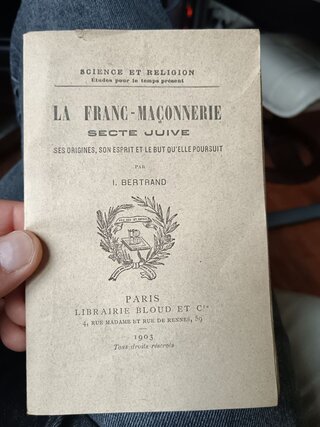 SCIENCE ET RELIGION
Études pour le temps présent
LA FRANC-MAÇONNERIE
SECTE JUIVE
SES ORIGINES, SON ESPRIT ET LE BUT QU'ELLE POURSUIT
PAR
I. BERTRAND
PARIS
LIBRAIRIE BLOUD ET Cie
4, RUE MADAME ET RUE DE RENNES, 59
1903
Tous droits réservés